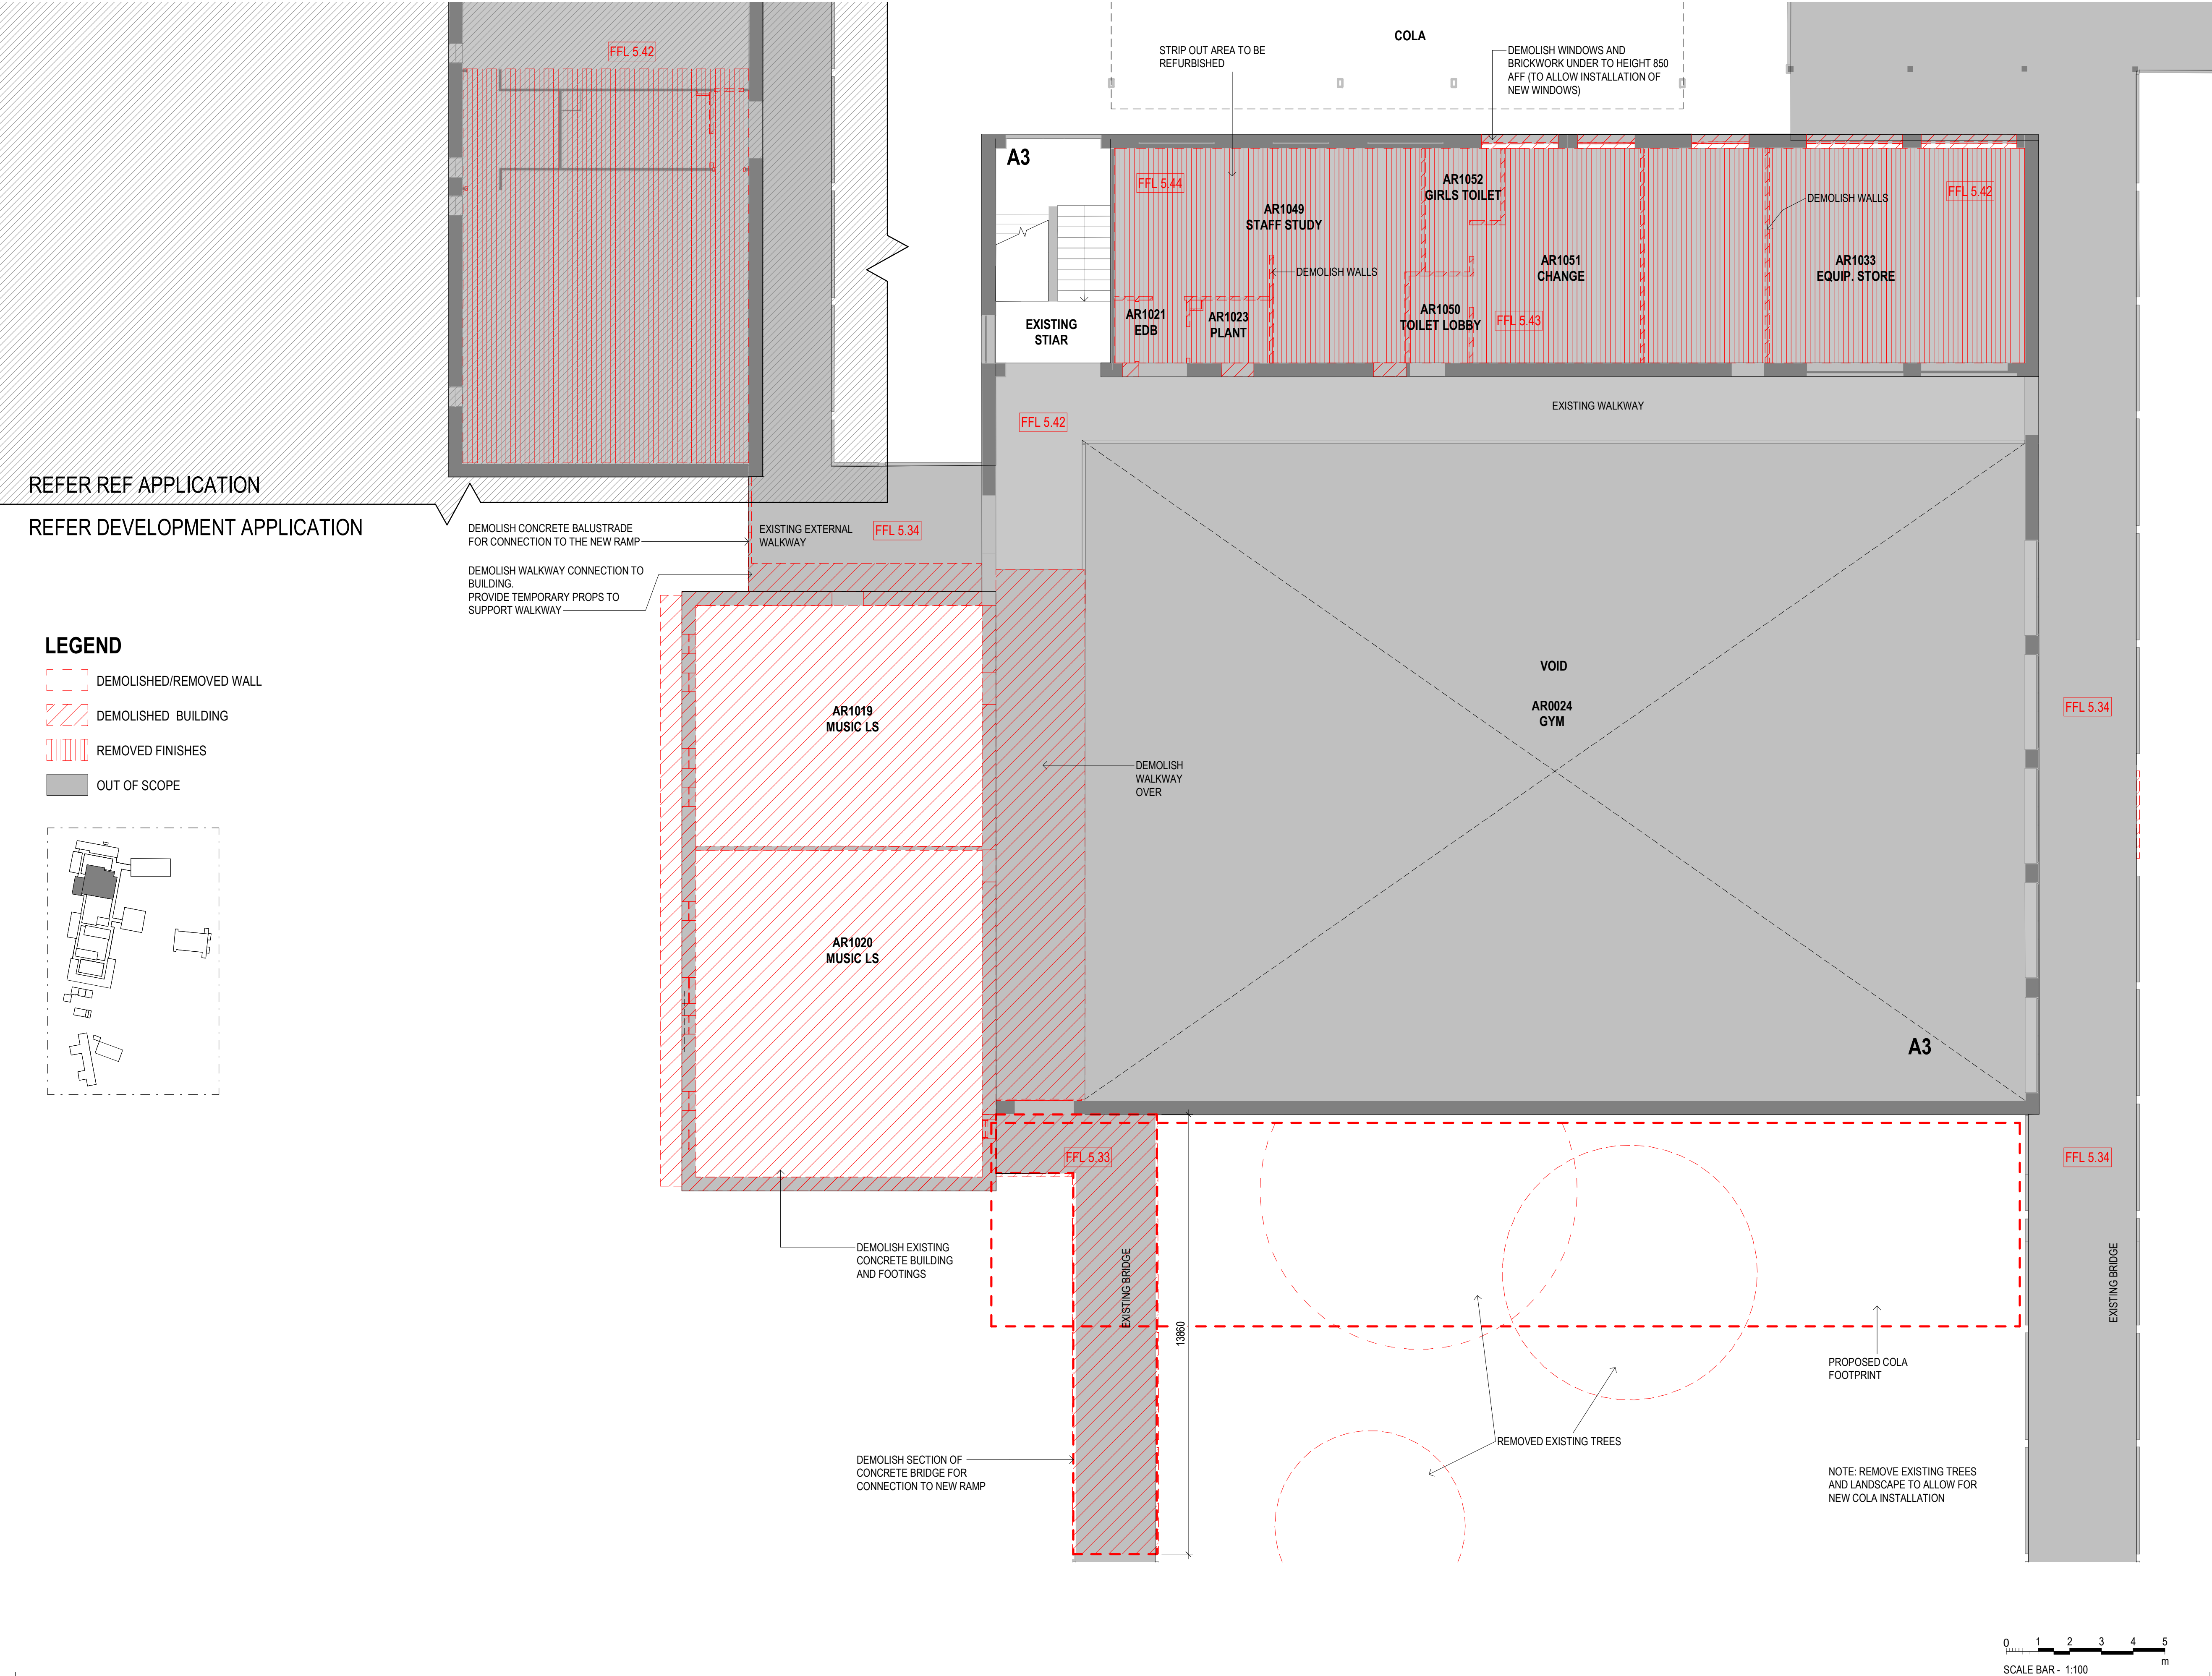 FFL 5.42
COLA
STRIP OUT AREA TO BE
REFURBISHED
DEMOLISH WINDOWS AND
BRICKWORK UNDER TO HEIGHT 850
AFF (TO ALLOW INSTALLATION OF
NEW WINDOWS)
A3
FFL 5.44
AR1052
GIRLS TOILET
FFL 5.42
DEMOLISH WALLS
AR1049
STAFF STUDY
DEMOLISH WALLS
AR1051
CHANGE
AR1033
EQUIP. STORE
EXISTING
STIAR
AR1021
EDB
AR1023
PLANT
AR1050
TOILET LOBBY
FFL 5.43
EXISTING WALKWAY
FFL 5.42
REFER REF APPLICATION
REFER DEVELOPMENT APPLICATION
DEMOLISH CONCRETE BALUSTRADE
FOR CONNECTION TO THE NEW RAMP
EXISTING EXTERNAL
WALKWAY
FFL 5.34
DEMOLISH WALKWAY CONNECTION TO
BUILDING.
PROVIDE TEMPORARY PROPS TO
SUPPORT WALKWAY
LEGEND
DEMOLISHED/REMOVED WALL
DEMOLISHED BUILDING
REMOVED FINISHES
OUT OF SCOPE
AR1019
MUSIC LS
VOID
AR0024
GYM
FFL 5.34
DEMOLISH
WALKWAY
OVER
AR1020
MUSIC LS
A3
FFL 5.33
FFL 5.34
DEMOLISH EXISTING
CONCRETE BUILDING
AND FOOTINGS
EXISTING BRIDGE
13860
EXISTING BRIDGE
PROPOSED COLA
FOOTPRINT
REMOVED EXISTING TREES
DEMOLISH SECTION OF
CONCRETE BRIDGE FOR
CONNECTION TO NEW RAMP
NOTE: REMOVE EXISTING TREES
AND LANDSCAPE TO ALLOW FOR
NEW COLA INSTALLATION
0 1 2 3 4 5
m
SCALE BAR - 1:100